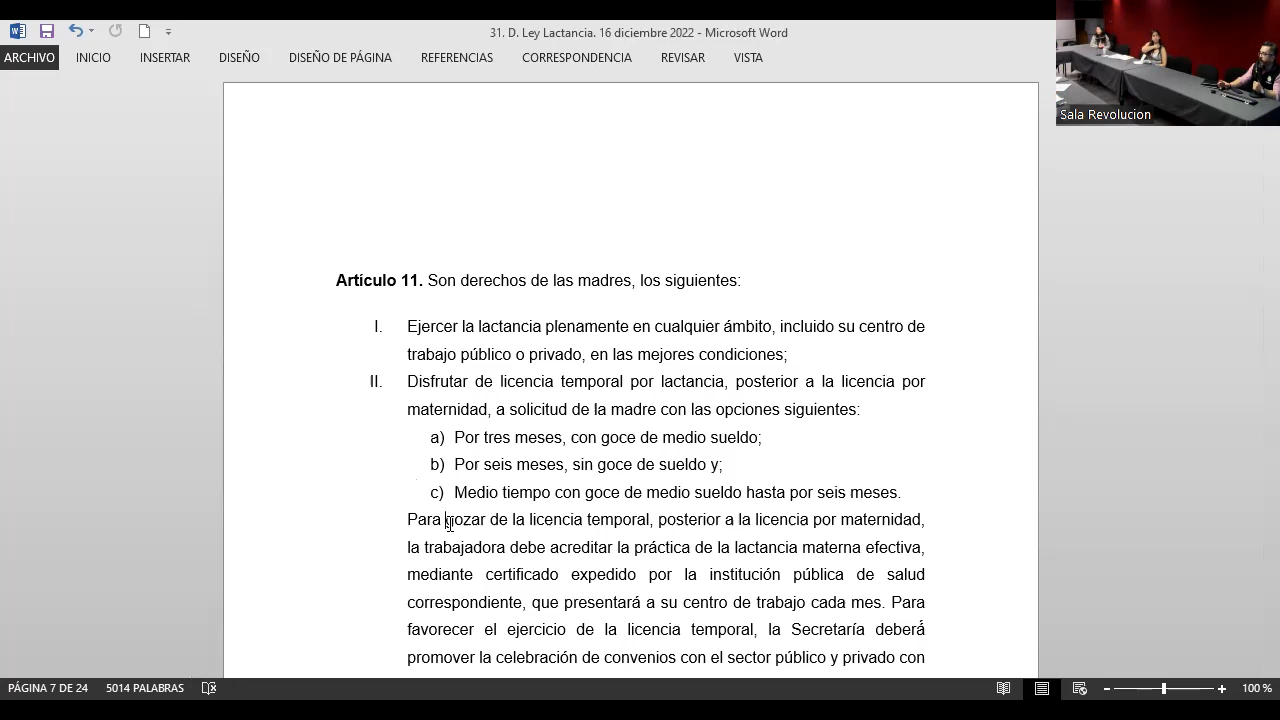 31. D. Ley Lactancia. 16 diciembre 2022 - Microsoft Word
ARCHIVO INICIO INSERTAR DISEÑO DISEÑO DE PÁGINA REFERENCIAS CORRESPONDENCIA REVISAR VISTA
Sala Revolucion
Artículo 11. Son derechos de las madres, los siguientes:
I. Ejercer la lactancia plenamente en cualquier ámbito, incluido su centro de
trabajo público o privado, en las mejores condiciones;
II. Disfrutar de licencia temporal por lactancia, posterior a la licencia por
maternidad, a solicitud de la madre con las opciones siguientes:
a) Por tres meses, con goce de medio sueldo;
b) Por seis meses, sin goce de sueldo y;
c) Medio tiempo con goce de medio sueldo hasta por seis meses.
Para gozar de la licencia temporal, posterior a la licencia por maternidad,
la trabajadora debe acreditar la práctica de la lactancia materna efectiva,
mediante certificado expedido por la institución pública de salud
correspondiente, que presentará a su centro de trabajo cada mes. Para
favorecer el ejercicio de la licencia temporal, la Secretaría deberá
promover la celebración de convenios con el sector público y privado con
PÁGINA 7 DE 24 5014 PALABRAS 100 %